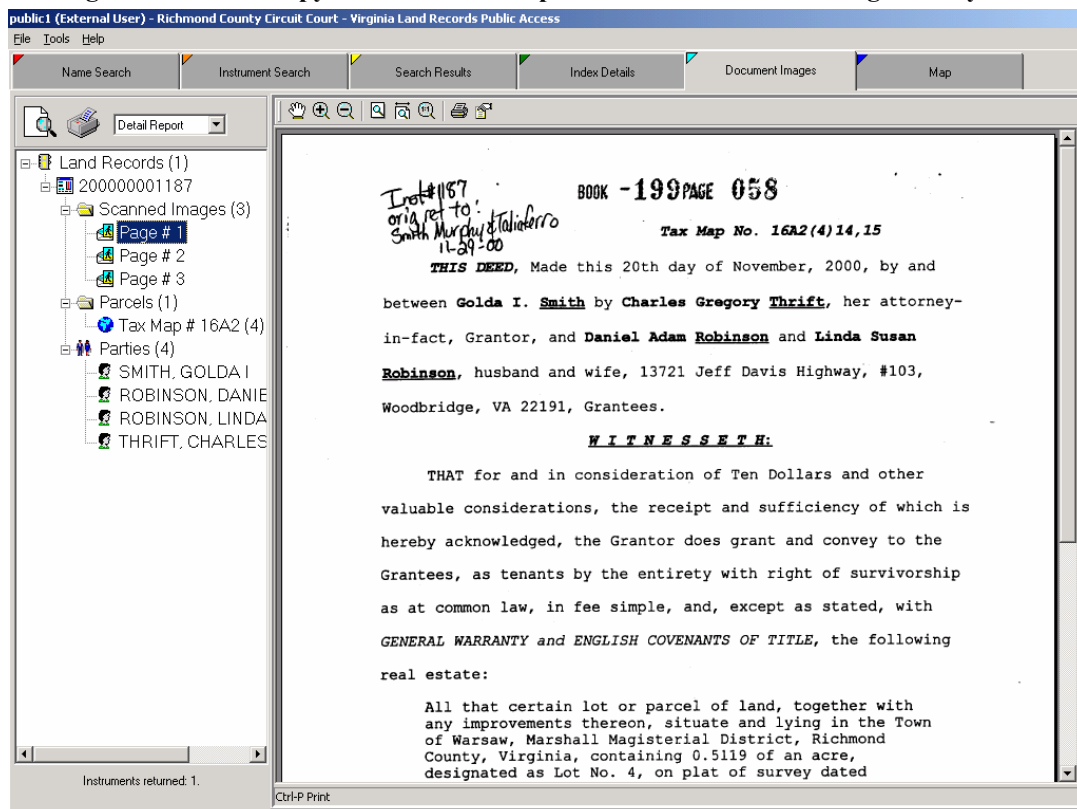 public1 (External User) - Richmond County Circuit Court - Virginia Land Records Public Access
File Tools Help
Name Search Instrument Search Search Results Index Details Document Images Map
Detail Report
Land Records (1)
200000001187
Scanned Images (3)
Page # 1
Page # 2
Page # 3
Parcels (1)
Tax Map # 16A2 (4)
Parties (4)
SMITH, GOLDA I
ROBINSON, DANIE
ROBINSON, LINDA
THRIFT, CHARLES
Instruments returned: 1.
Inst#1187
orig ret to:
Smith Murphy & Taliaferro
11-29-00
BOOK -199PAGE 058
Tax Map No. 16A2(4)14,15
THIS DEED, Made this 20th day of November, 2000, by and
between Golda I. Smith by Charles Gregory Thrift, her attorney-
in-fact, Grantor, and Daniel Adam Robinson and Linda Susan
Robinson, husband and wife, 13721 Jeff Davis Highway, #103,
Woodbridge, VA 22191, Grantees.
W I T N E S S E T H:
THAT for and in consideration of Ten Dollars and other
valuable considerations, the receipt and sufficiency of which is
hereby acknowledged, the Grantor does grant and convey to the
Grantees, as tenants by the entirety with right of survivorship
as at common law, in fee simple, and, except as stated, with
GENERAL WARRANTY and ENGLISH COVENANTS OF TITLE, the following
real estate:
All that certain lot or parcel of land, together with
any improvements thereon, situate and lying in the Town
of Warsaw, Marshall Magisterial District, Richmond
County, Virginia, containing 0.5119 of an acre,
designated as Lot No. 4, on plat of survey dated
Ctrl-P Print